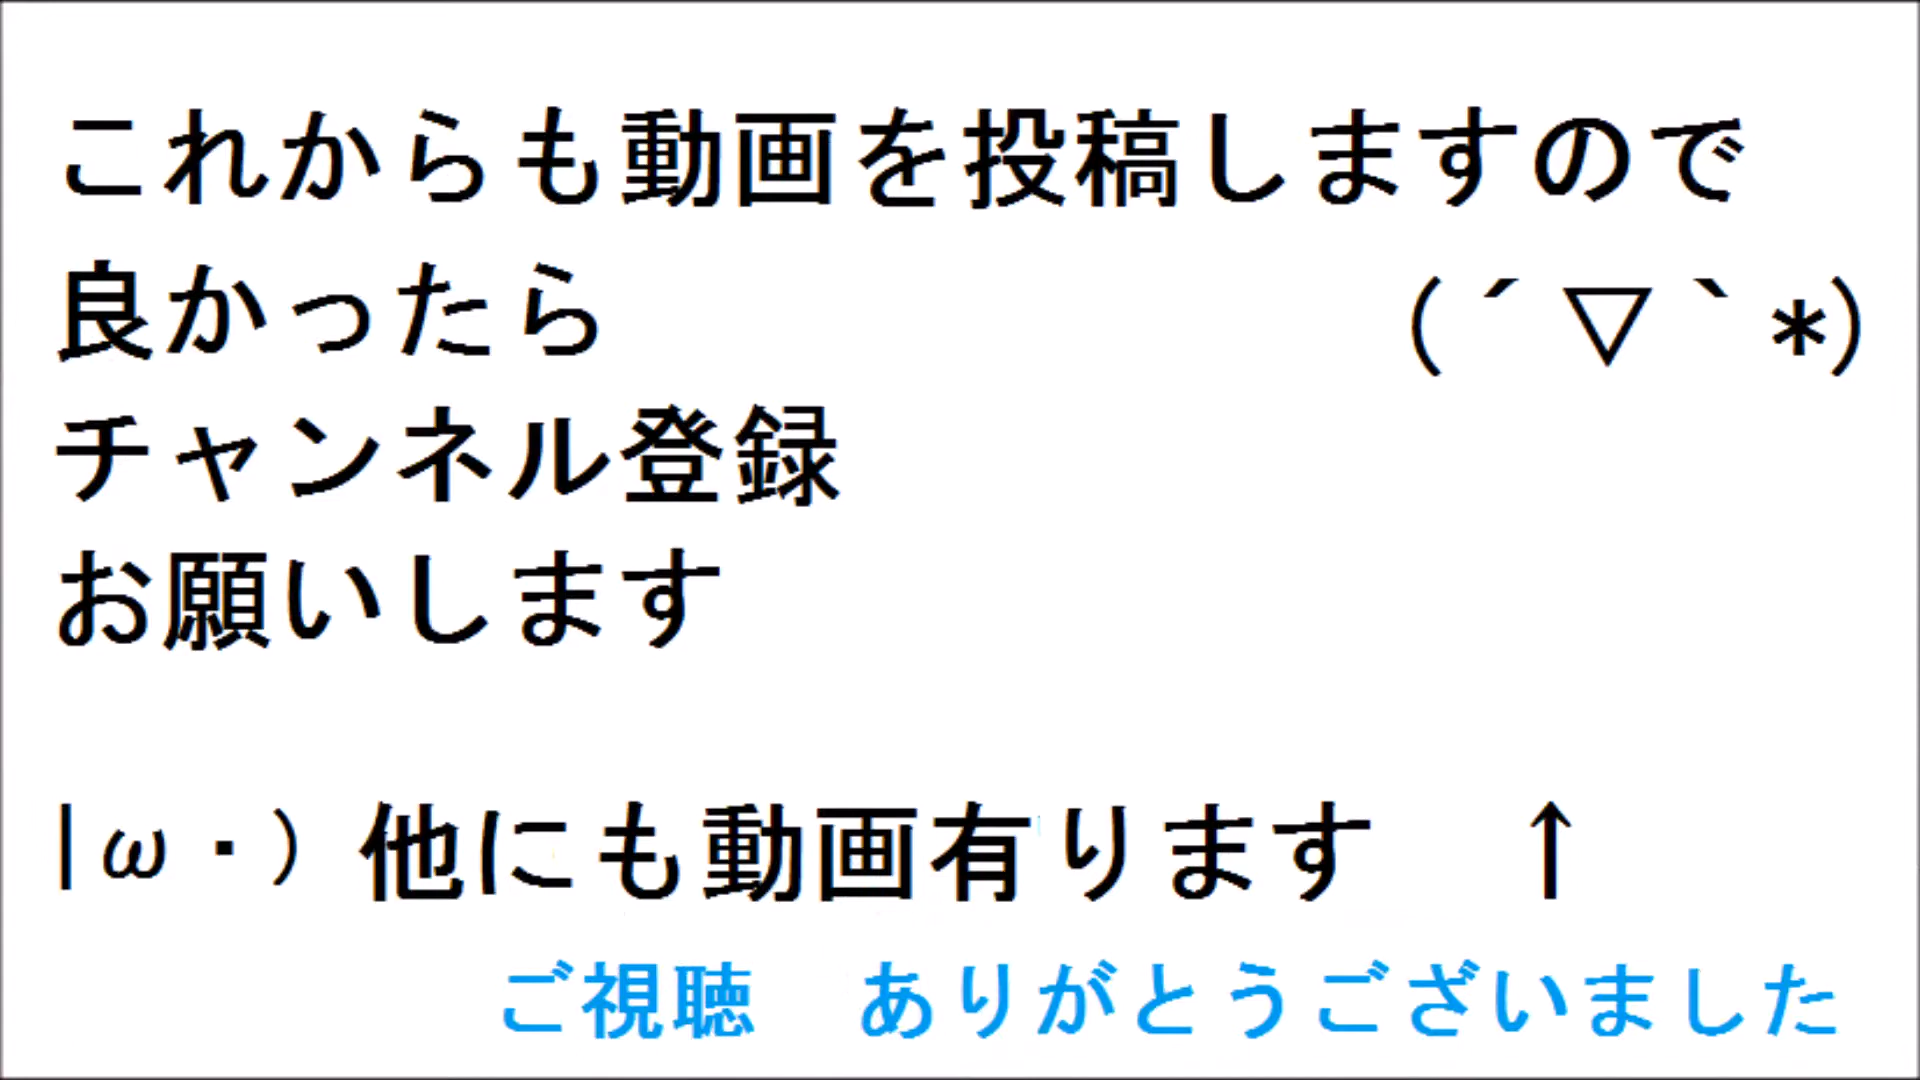 これからも動画を投稿しますので
良かったら
(´▽｀*)
チャンネル登録
お願いします
|ω・) 他にも動画有ります ↑
ご視聴 ありがとうございました